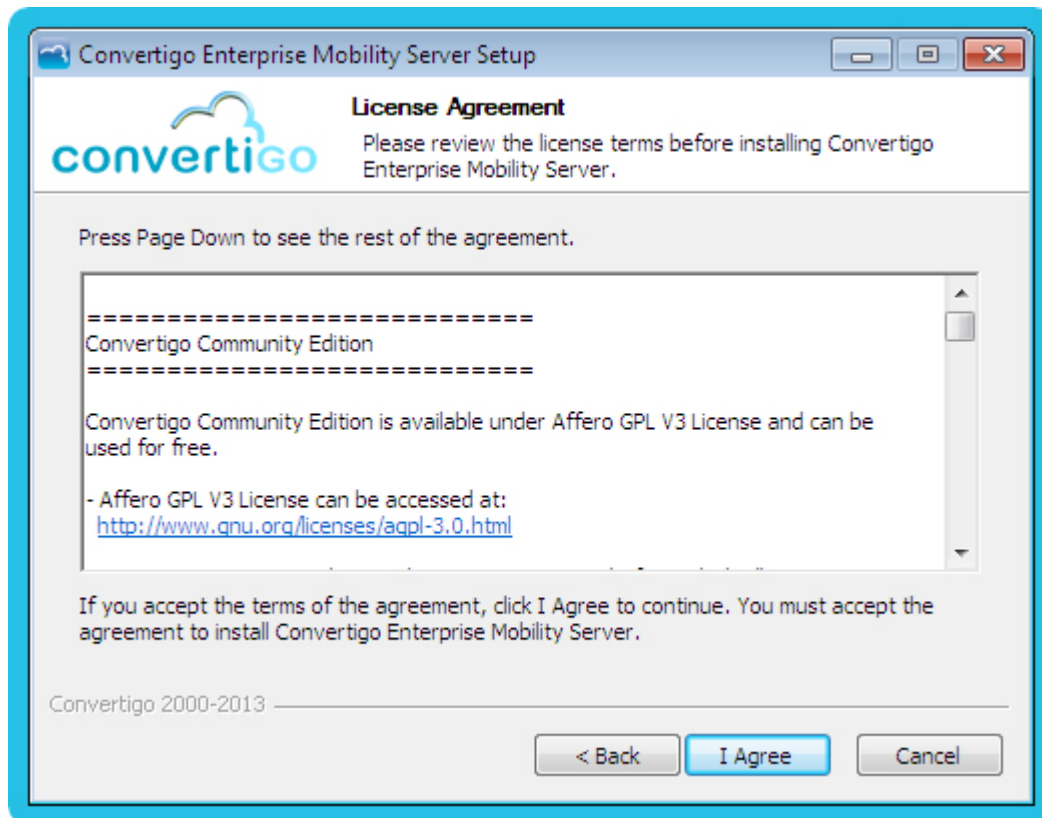 Convertigo Enterprise Mobility Server Setup
convertigo
License Agreement
Please review the license terms before installing Convertigo
Enterprise Mobility Server.
Press Page Down to see the rest of the agreement.
============================
Convertigo Community Edition
============================
Convertigo Community Edition is available under Affero GPL V3 License and can be
used for free.
- Affero GPL V3 License can be accessed at:
http://www.gnu.org/licenses/agpl-3.0.html
If you accept the terms of the agreement, click I Agree to continue. You must accept the
agreement to install Convertigo Enterprise Mobility Server.
Convertigo 2000-2013
< Back
I Agree
Cancel